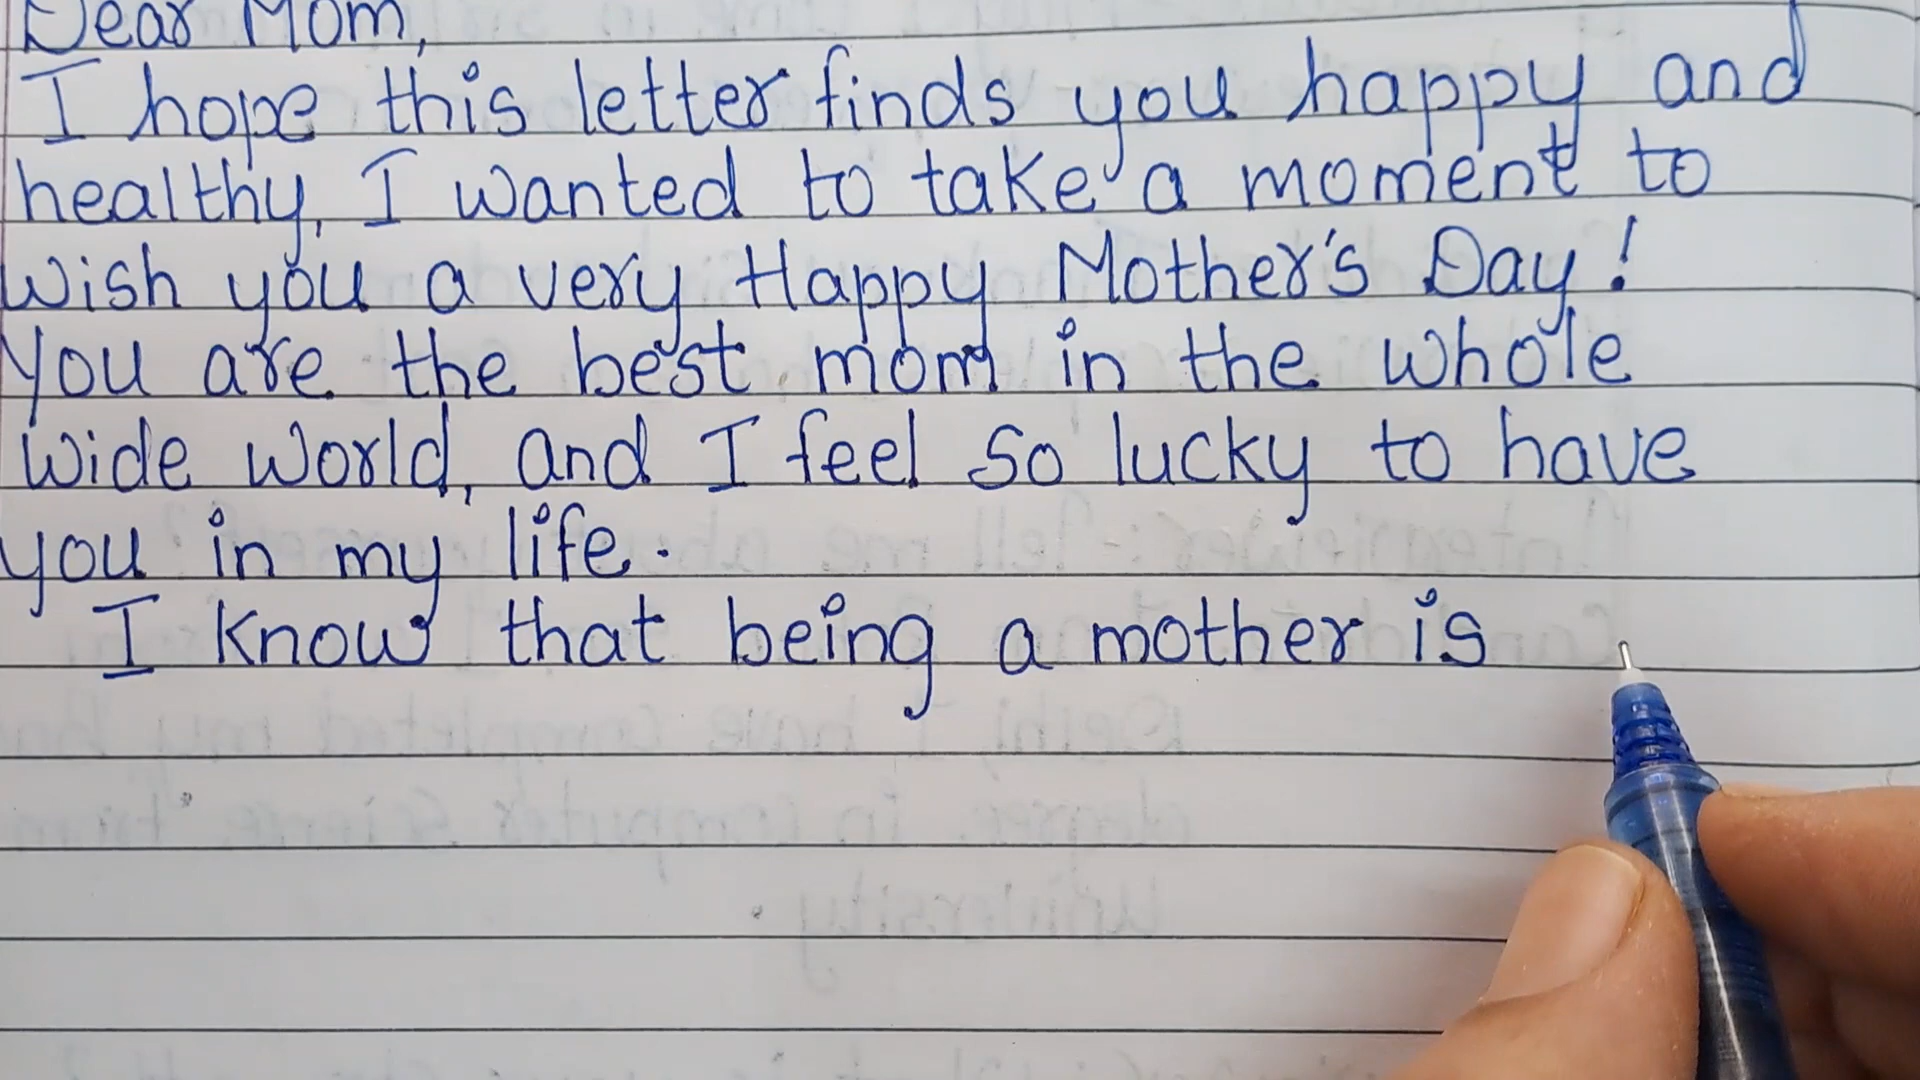 Dear Mom,
I hope this letter finds you happy and
healthy, I wanted to take a moment to
wish you a very Happy Mother's Day!
You are the best mom in the whole
wide world, and I feel so lucky to have
you in my life.
I know that being a mother is